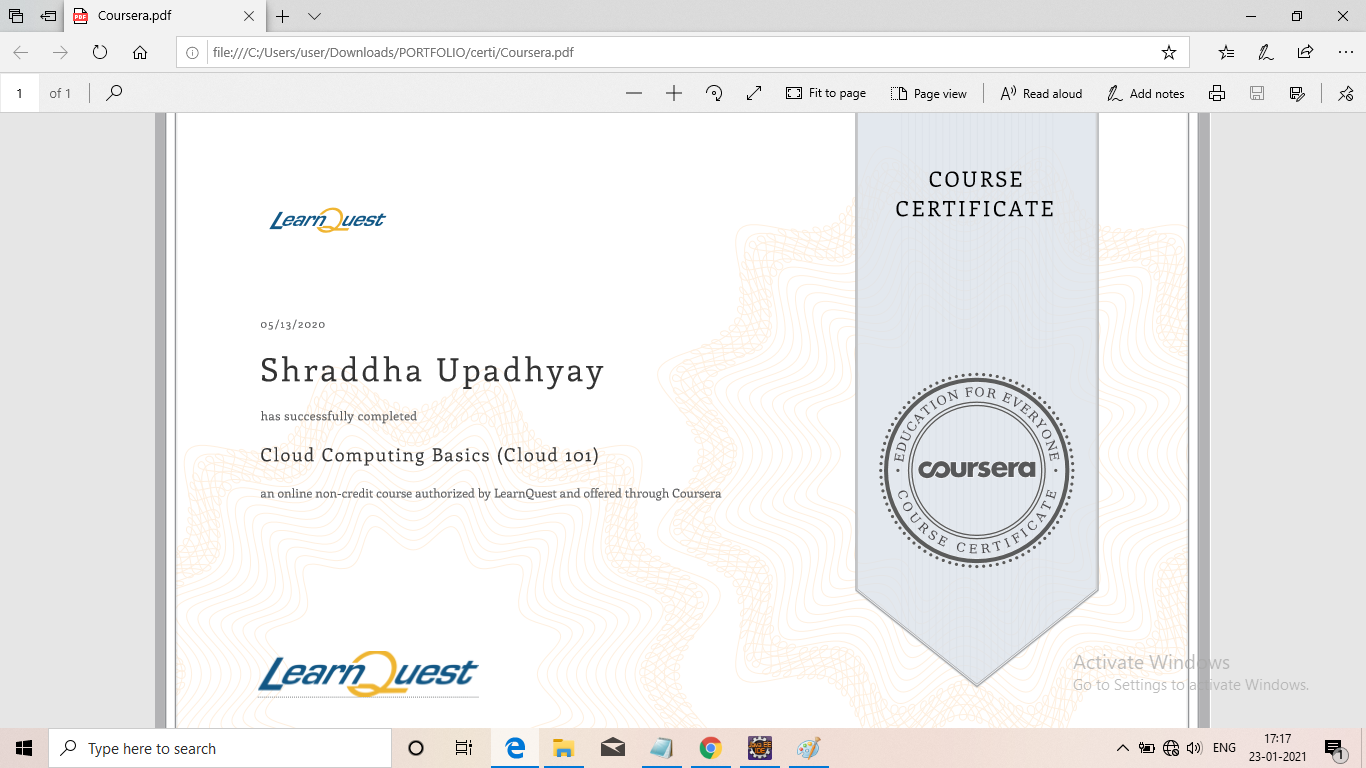 Coursera.pdf
file:///C:/Users/user/Downloads/PORTFOLIO/certi/Coursera.pdf
1 of 1 Fit to page Page view Read aloud Add notes
COURSE
CERTIFICATE
LearnQuest
05/13/2020
Shraddha Upadhyay
has successfully completed
Cloud Computing Basics (Cloud 101)
an online non-credit course authorized by LearnQuest and offered through Coursera
EDUCATION FOR EVERYONE
coursera
COURSE CERTIFICATE
LearnQuest
Activate Windows
Go to Settings to activate Windows.
Type here to search
ENG
17:17
23-01-2021
1